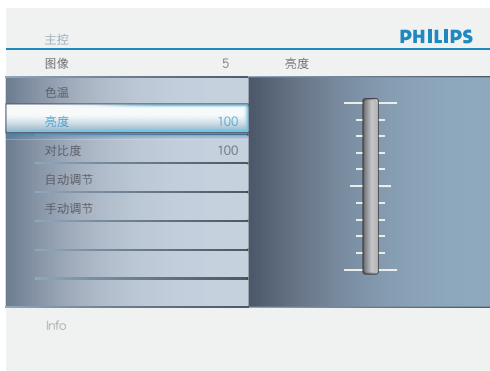 主控
PHILIPS
图像 5 亮度
色温
亮度 100
对比度 100
自动调节
手动调节
Info